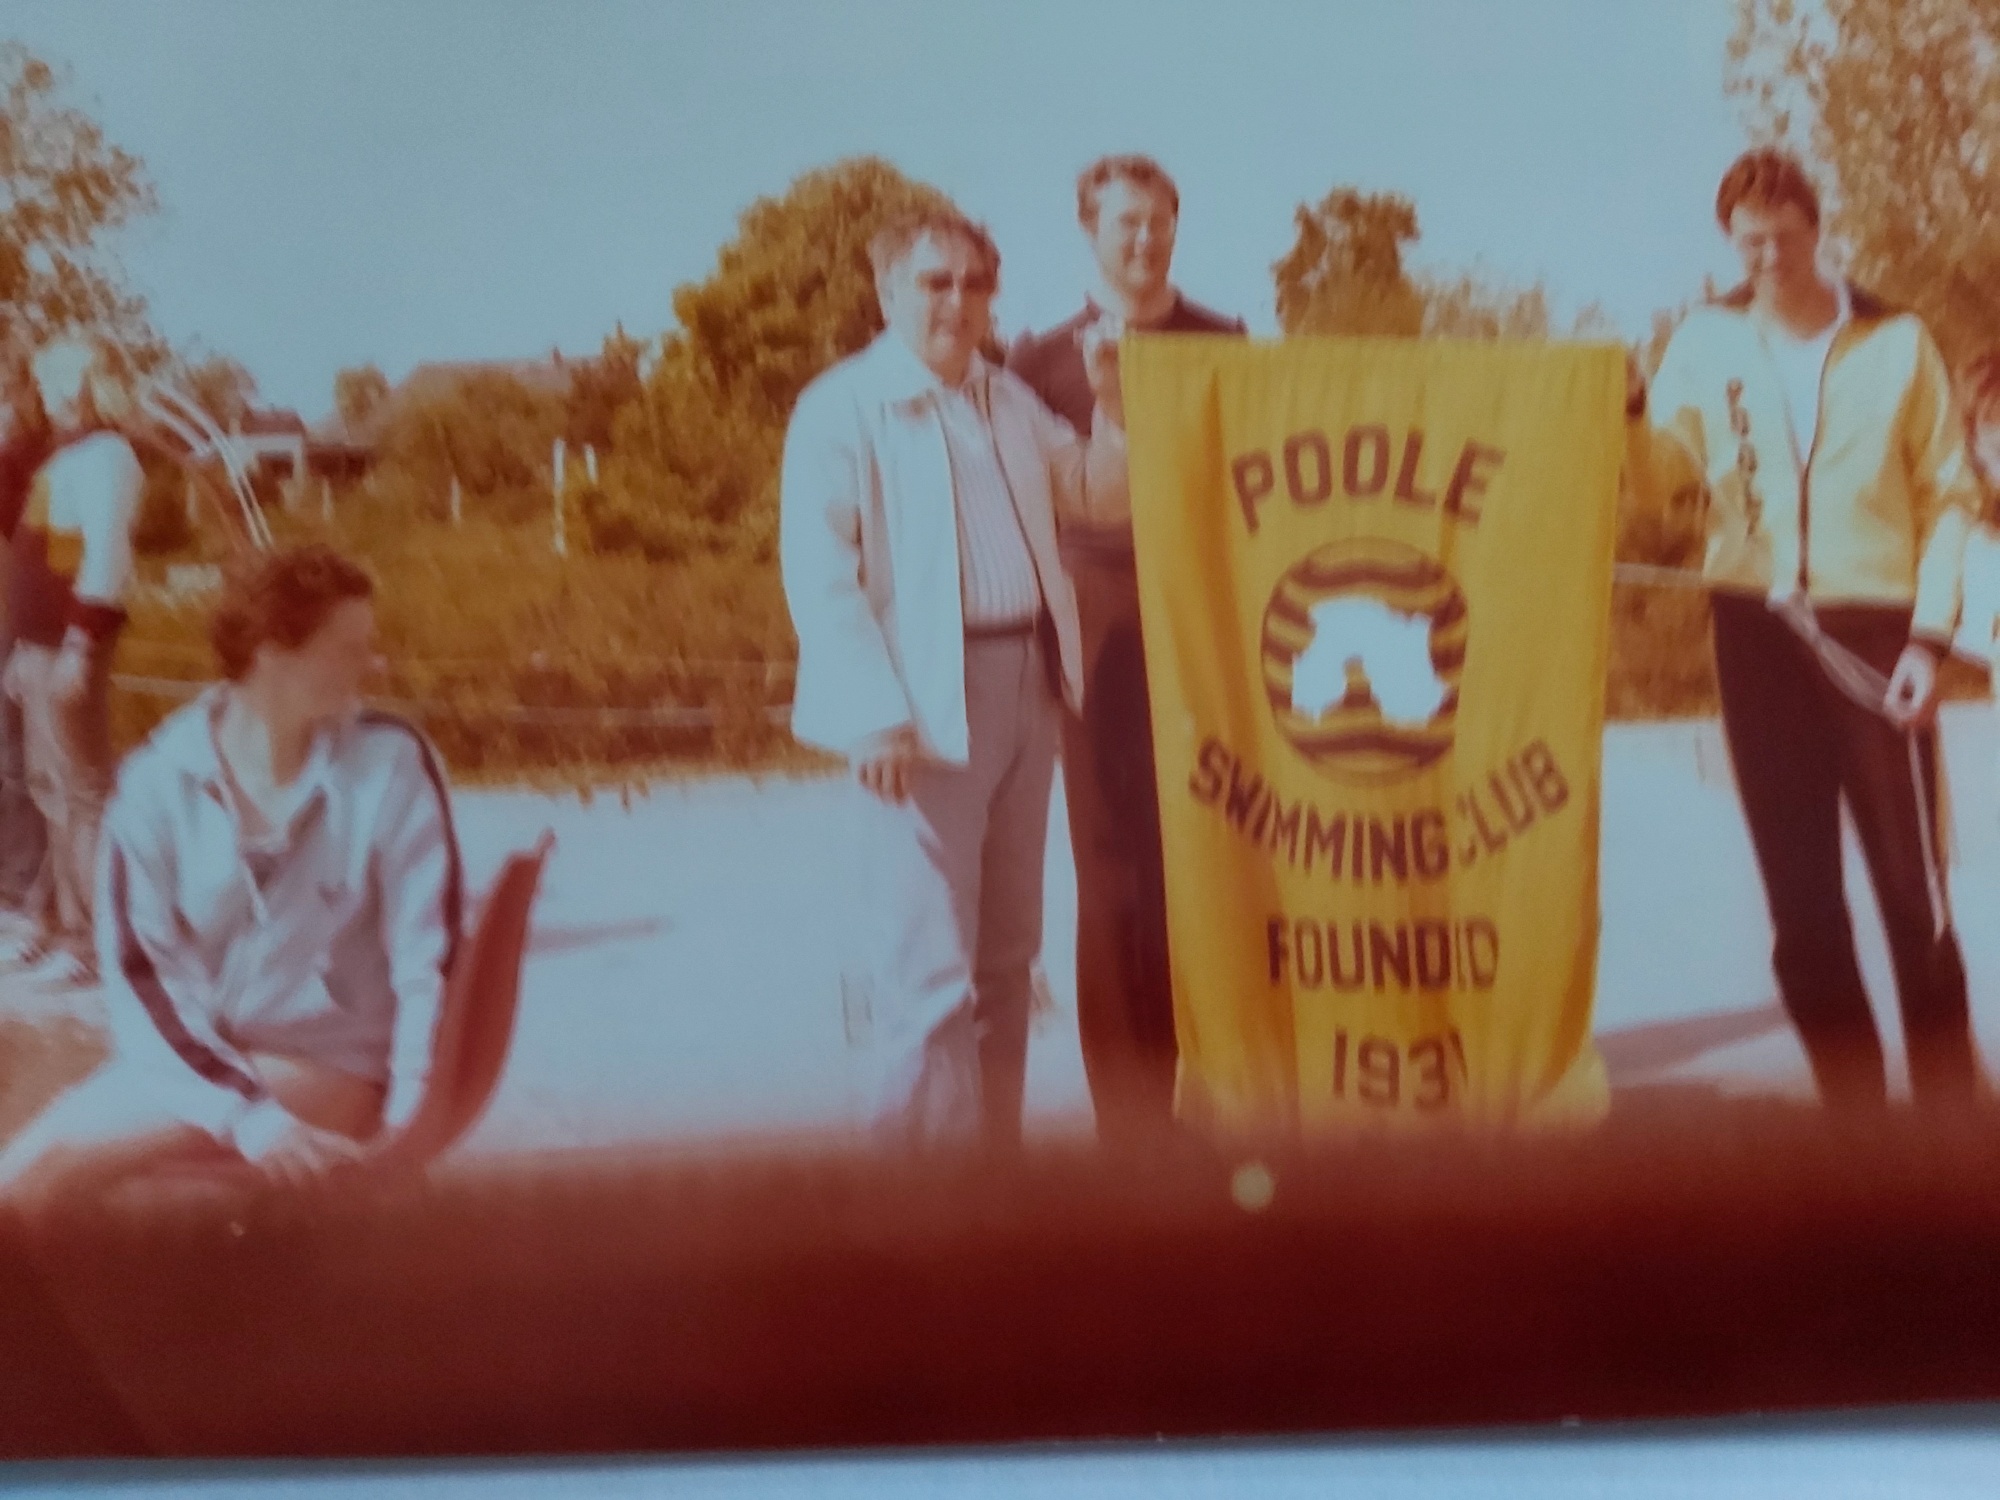 POOLE
SWIMMING CLUB
FOUNDED
1931